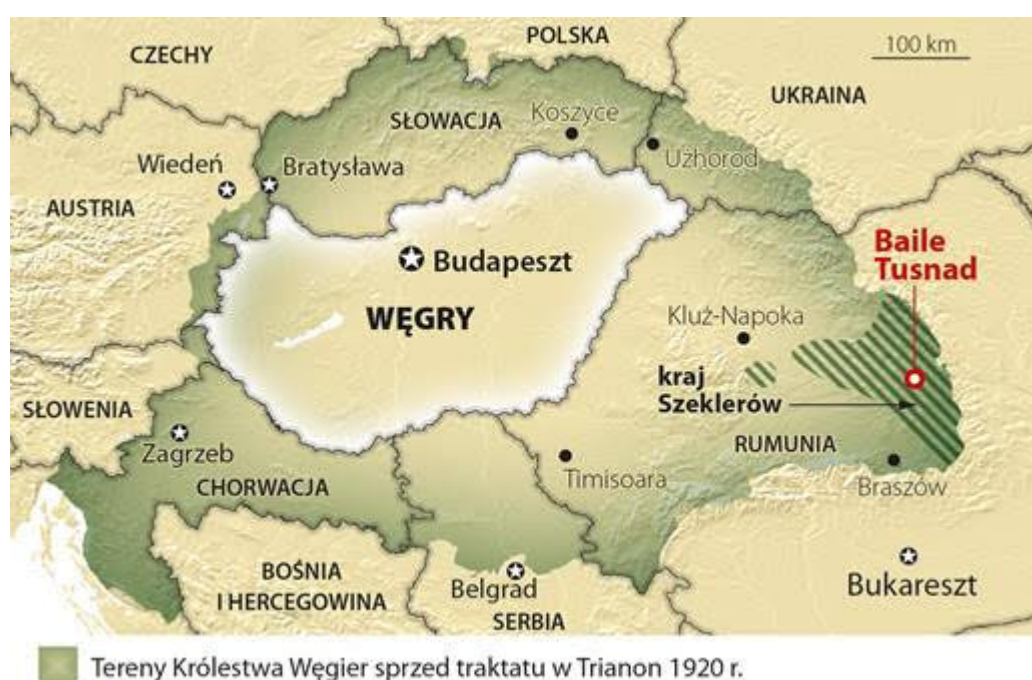 POLSKA
CZECHY
100 km
UKRAINA
SŁOWACJA
Koszyce
Użhorod
Wiedeń
Bratysława
AUSTRIA
Baile
Tusnad
Budapeszt
WĘGRY
Kluż-Napoka
kraj
Szeklerów
SŁOWENIA
Zagrzeb
RUMUNIA
Timisoara
Braszów
CHORWACJA
BOŚNIA
I HERCEGOWINA
Belgrad
SERBIA
Bukareszt
Tereny Królestwa Węgier sprzed traktatu w Trianon 1920 r.